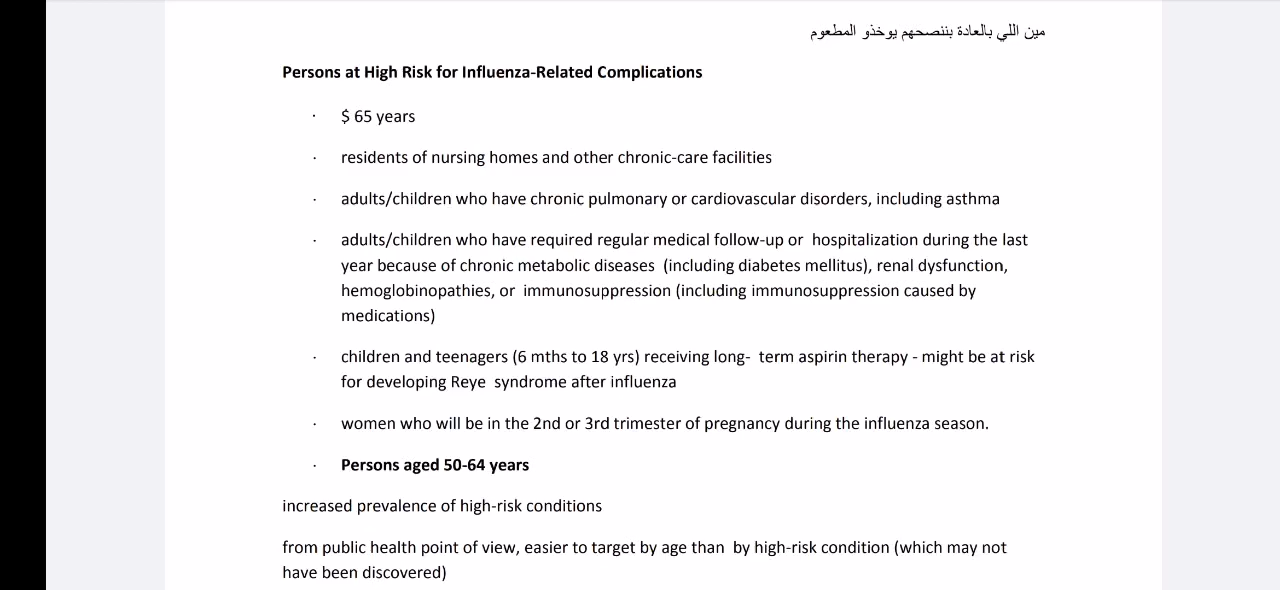 مين اللي بالعادة بننصحهم يوخذو المطعوم
Persons at High Risk for Influenza-Related Complications
· $ 65 years
· residents of nursing homes and other chronic-care facilities
· adults/children who have chronic pulmonary or cardiovascular disorders, including asthma
· adults/children who have required regular medical follow-up or hospitalization during the last
year because of chronic metabolic diseases (including diabetes mellitus), renal dysfunction,
hemoglobinopathies, or immunosuppression (including immunosuppression caused by
medications)
· children and teenagers (6 mths to 18 yrs) receiving long- term aspirin therapy - might be at risk
for developing Reye syndrome after influenza
· women who will be in the 2nd or 3rd trimester of pregnancy during the influenza season.
· Persons aged 50-64 years
increased prevalence of high-risk conditions
from public health point of view, easier to target by age than by high-risk condition (which may not
have been discovered)